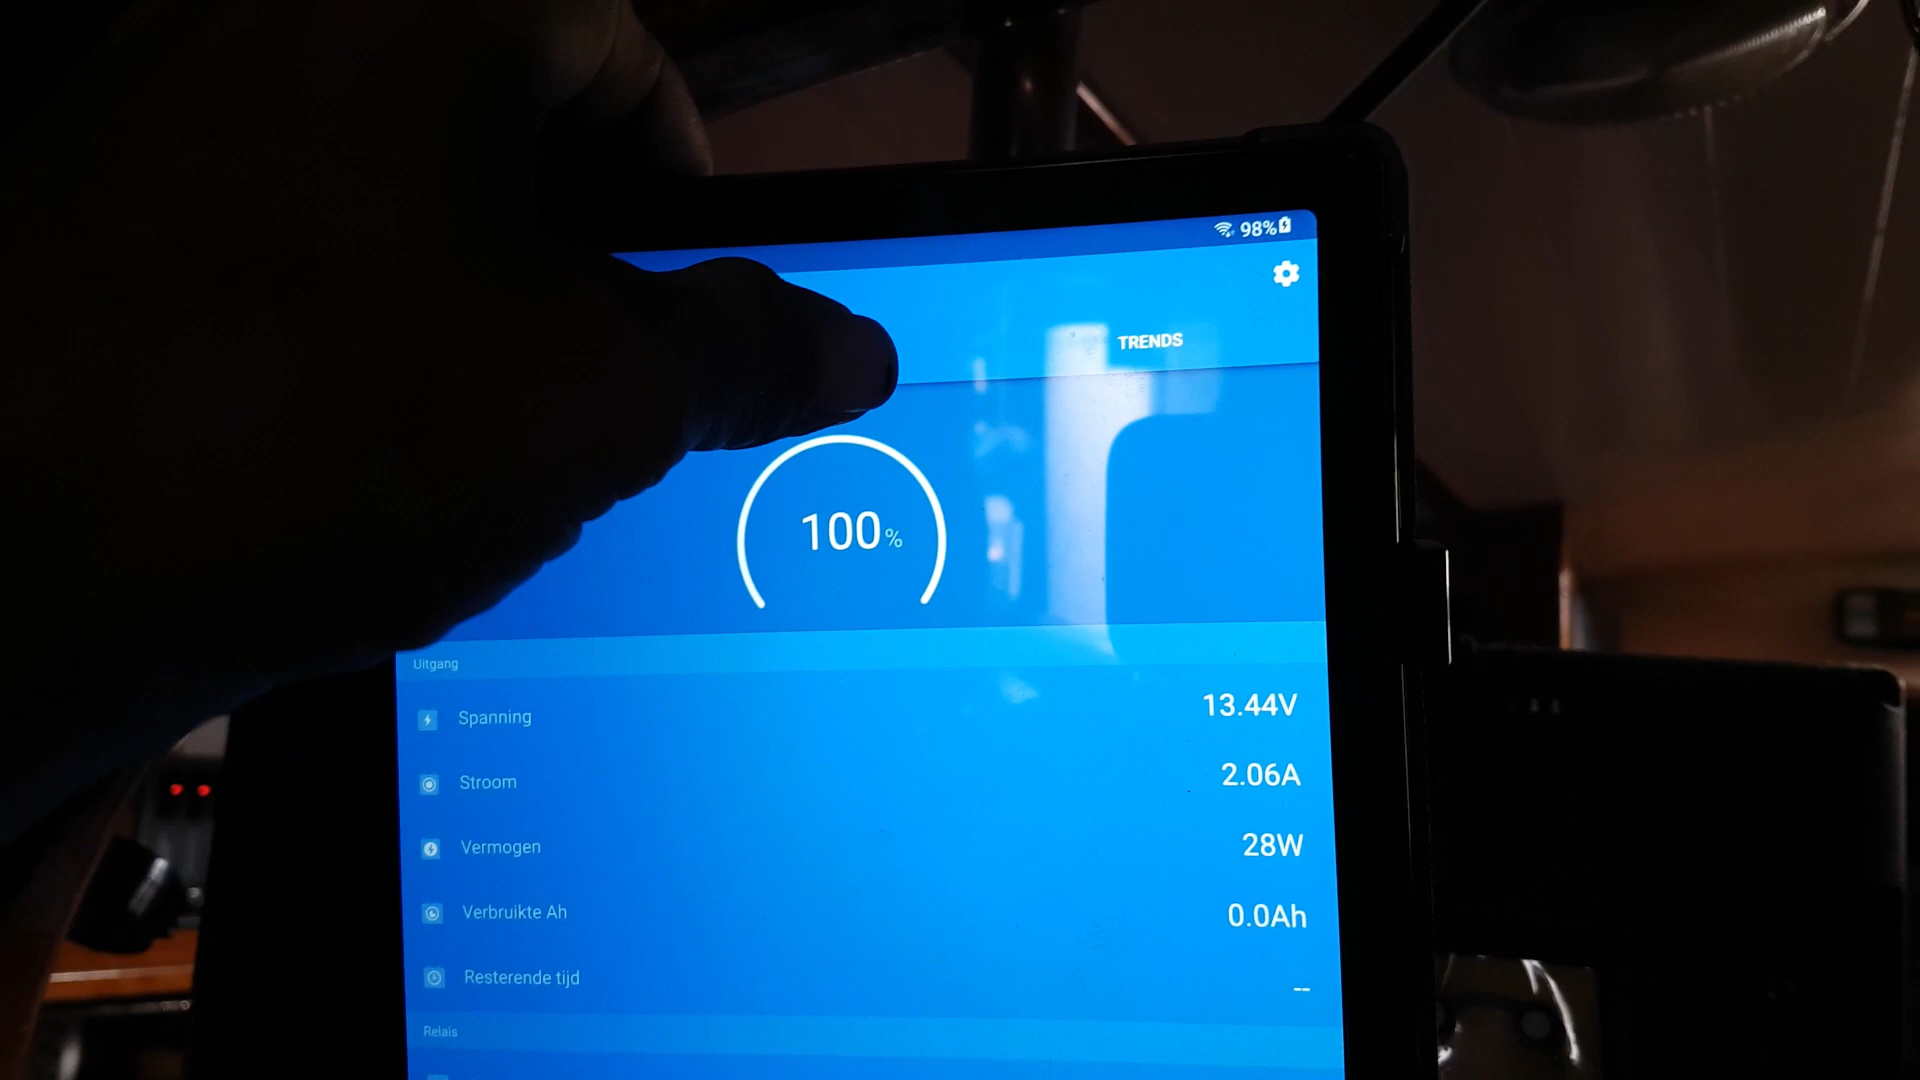 98%
TRENDS
100%
Uitgang
Spanning 13.44V
Stroom 2.06A
Vermogen 28W
Verbruikte Ah 0.0Ah
Resterende tijd --
Relais